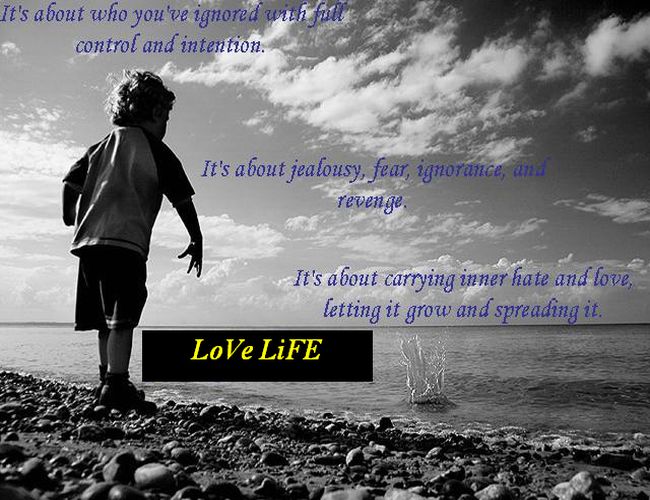 It's about who you've ignored with full
control and intention.
It's about jealousy, fear, ignorance, and
revenge.
It's about carrying inner hate and love,
letting it grow and spreading it.
LoVe LiFE